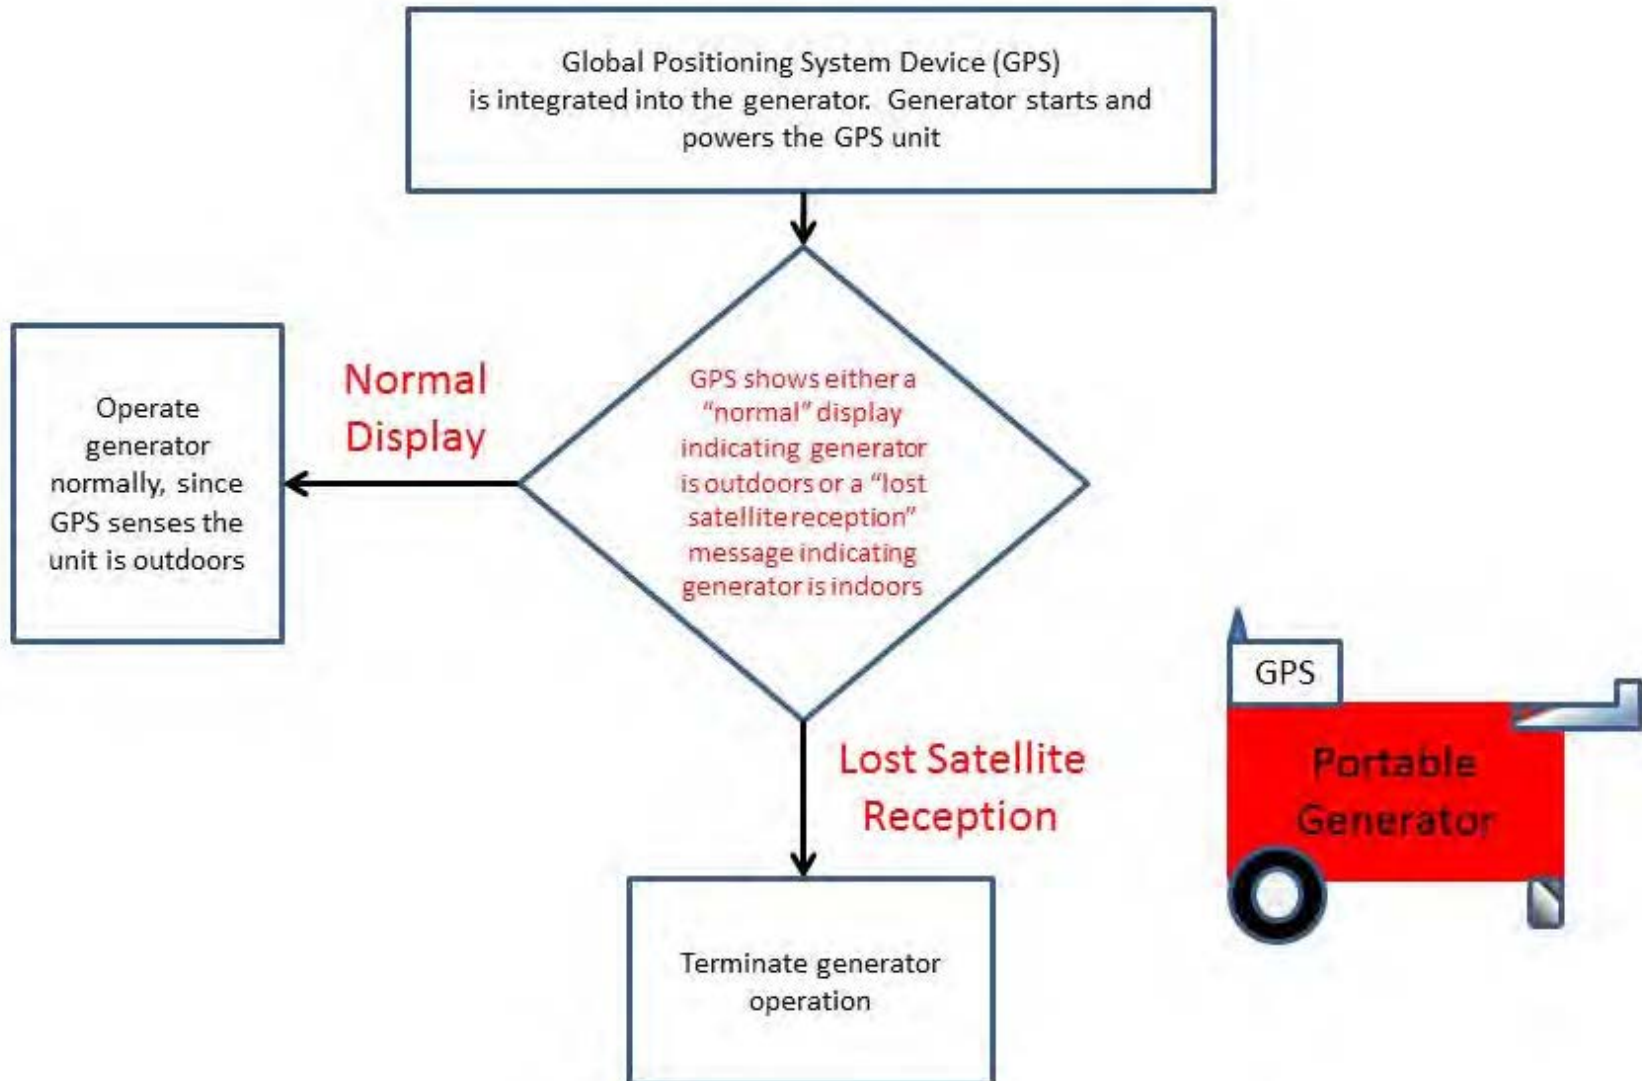 Global Positioning System Device (GPS)
is integrated into the generator. Generator starts and
powers the GPS unit
Normal
Display
GPS shows either a
“normal” display
indicating generator
is outdoors or a “lost
satellite reception”
message indicating
generator is indoors
Operate
generator
normally, since
GPS senses the
unit is outdoors
Lost Satellite
Reception
GPS
Portable
Generator
Terminate generator
operation